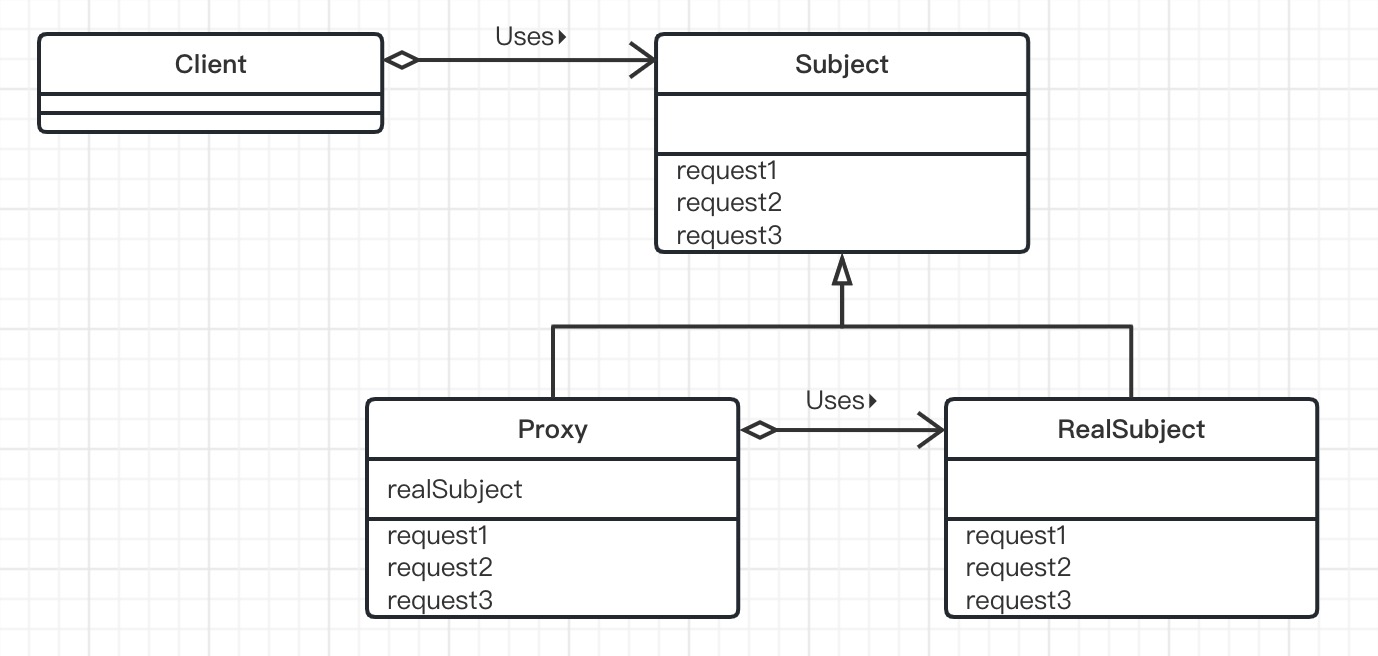 Client
Uses
Subject
request1
request2
request3
Uses
Proxy
realSubject
request1
request2
request3
RealSubject
request1
request2
request3